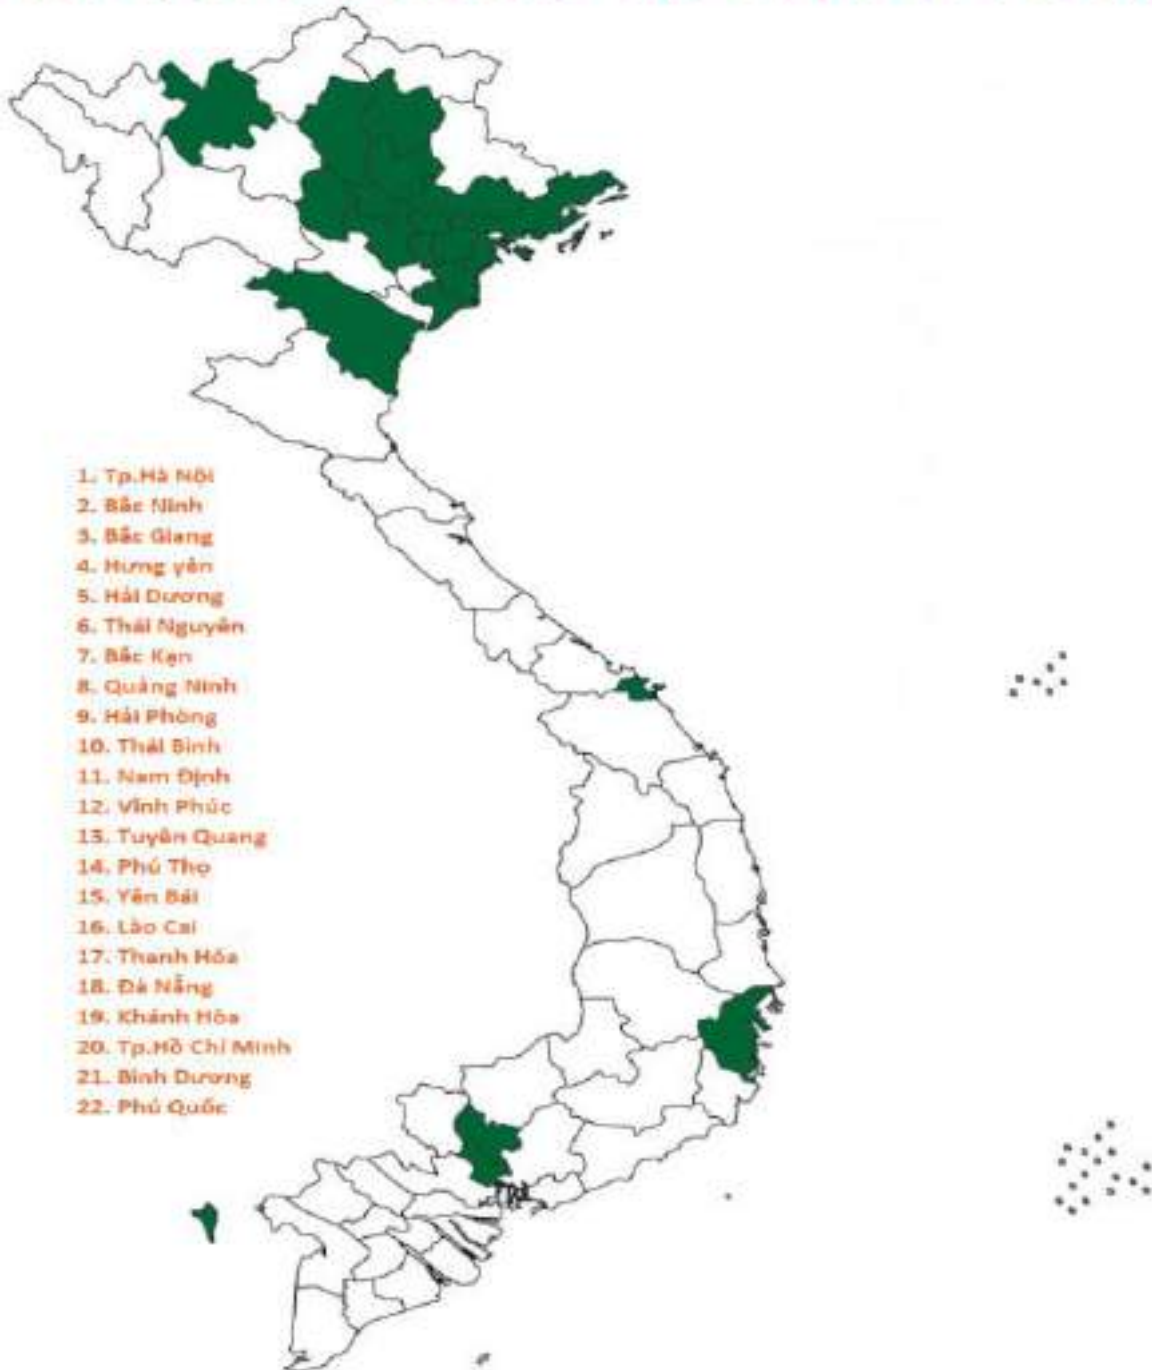 1. Tp.Hà Nội
2. Bắc Ninh
3. Bắc Giang
4. Hưng yên
5. Hải Dương
6. Thái Nguyên
7. Bắc Kạn
8. Quảng Ninh
9. Hải Phòng
10. Thái Bình
11. Nam Định
12. Vĩnh Phúc
13. Tuyên Quang
14. Phú Thọ
15. Yên Bái
16. Lào Cai
17. Thanh Hóa
18. Đà Nẵng
19. Khánh Hòa
20. Tp.Hồ Chí Minh
21. Bình Dương
22. Phú Quốc